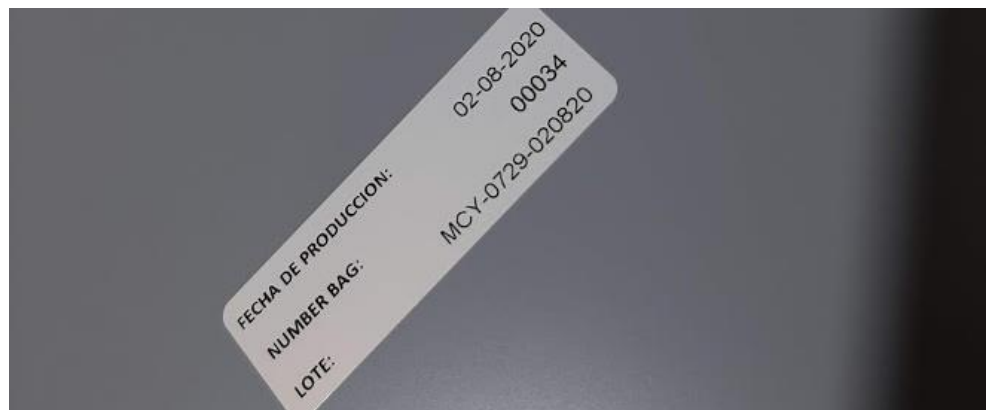 FECHA DE PRODUCCION: 02-08-2020
NUMBER BAG: 00034
LOTE: MCY-0729-020820